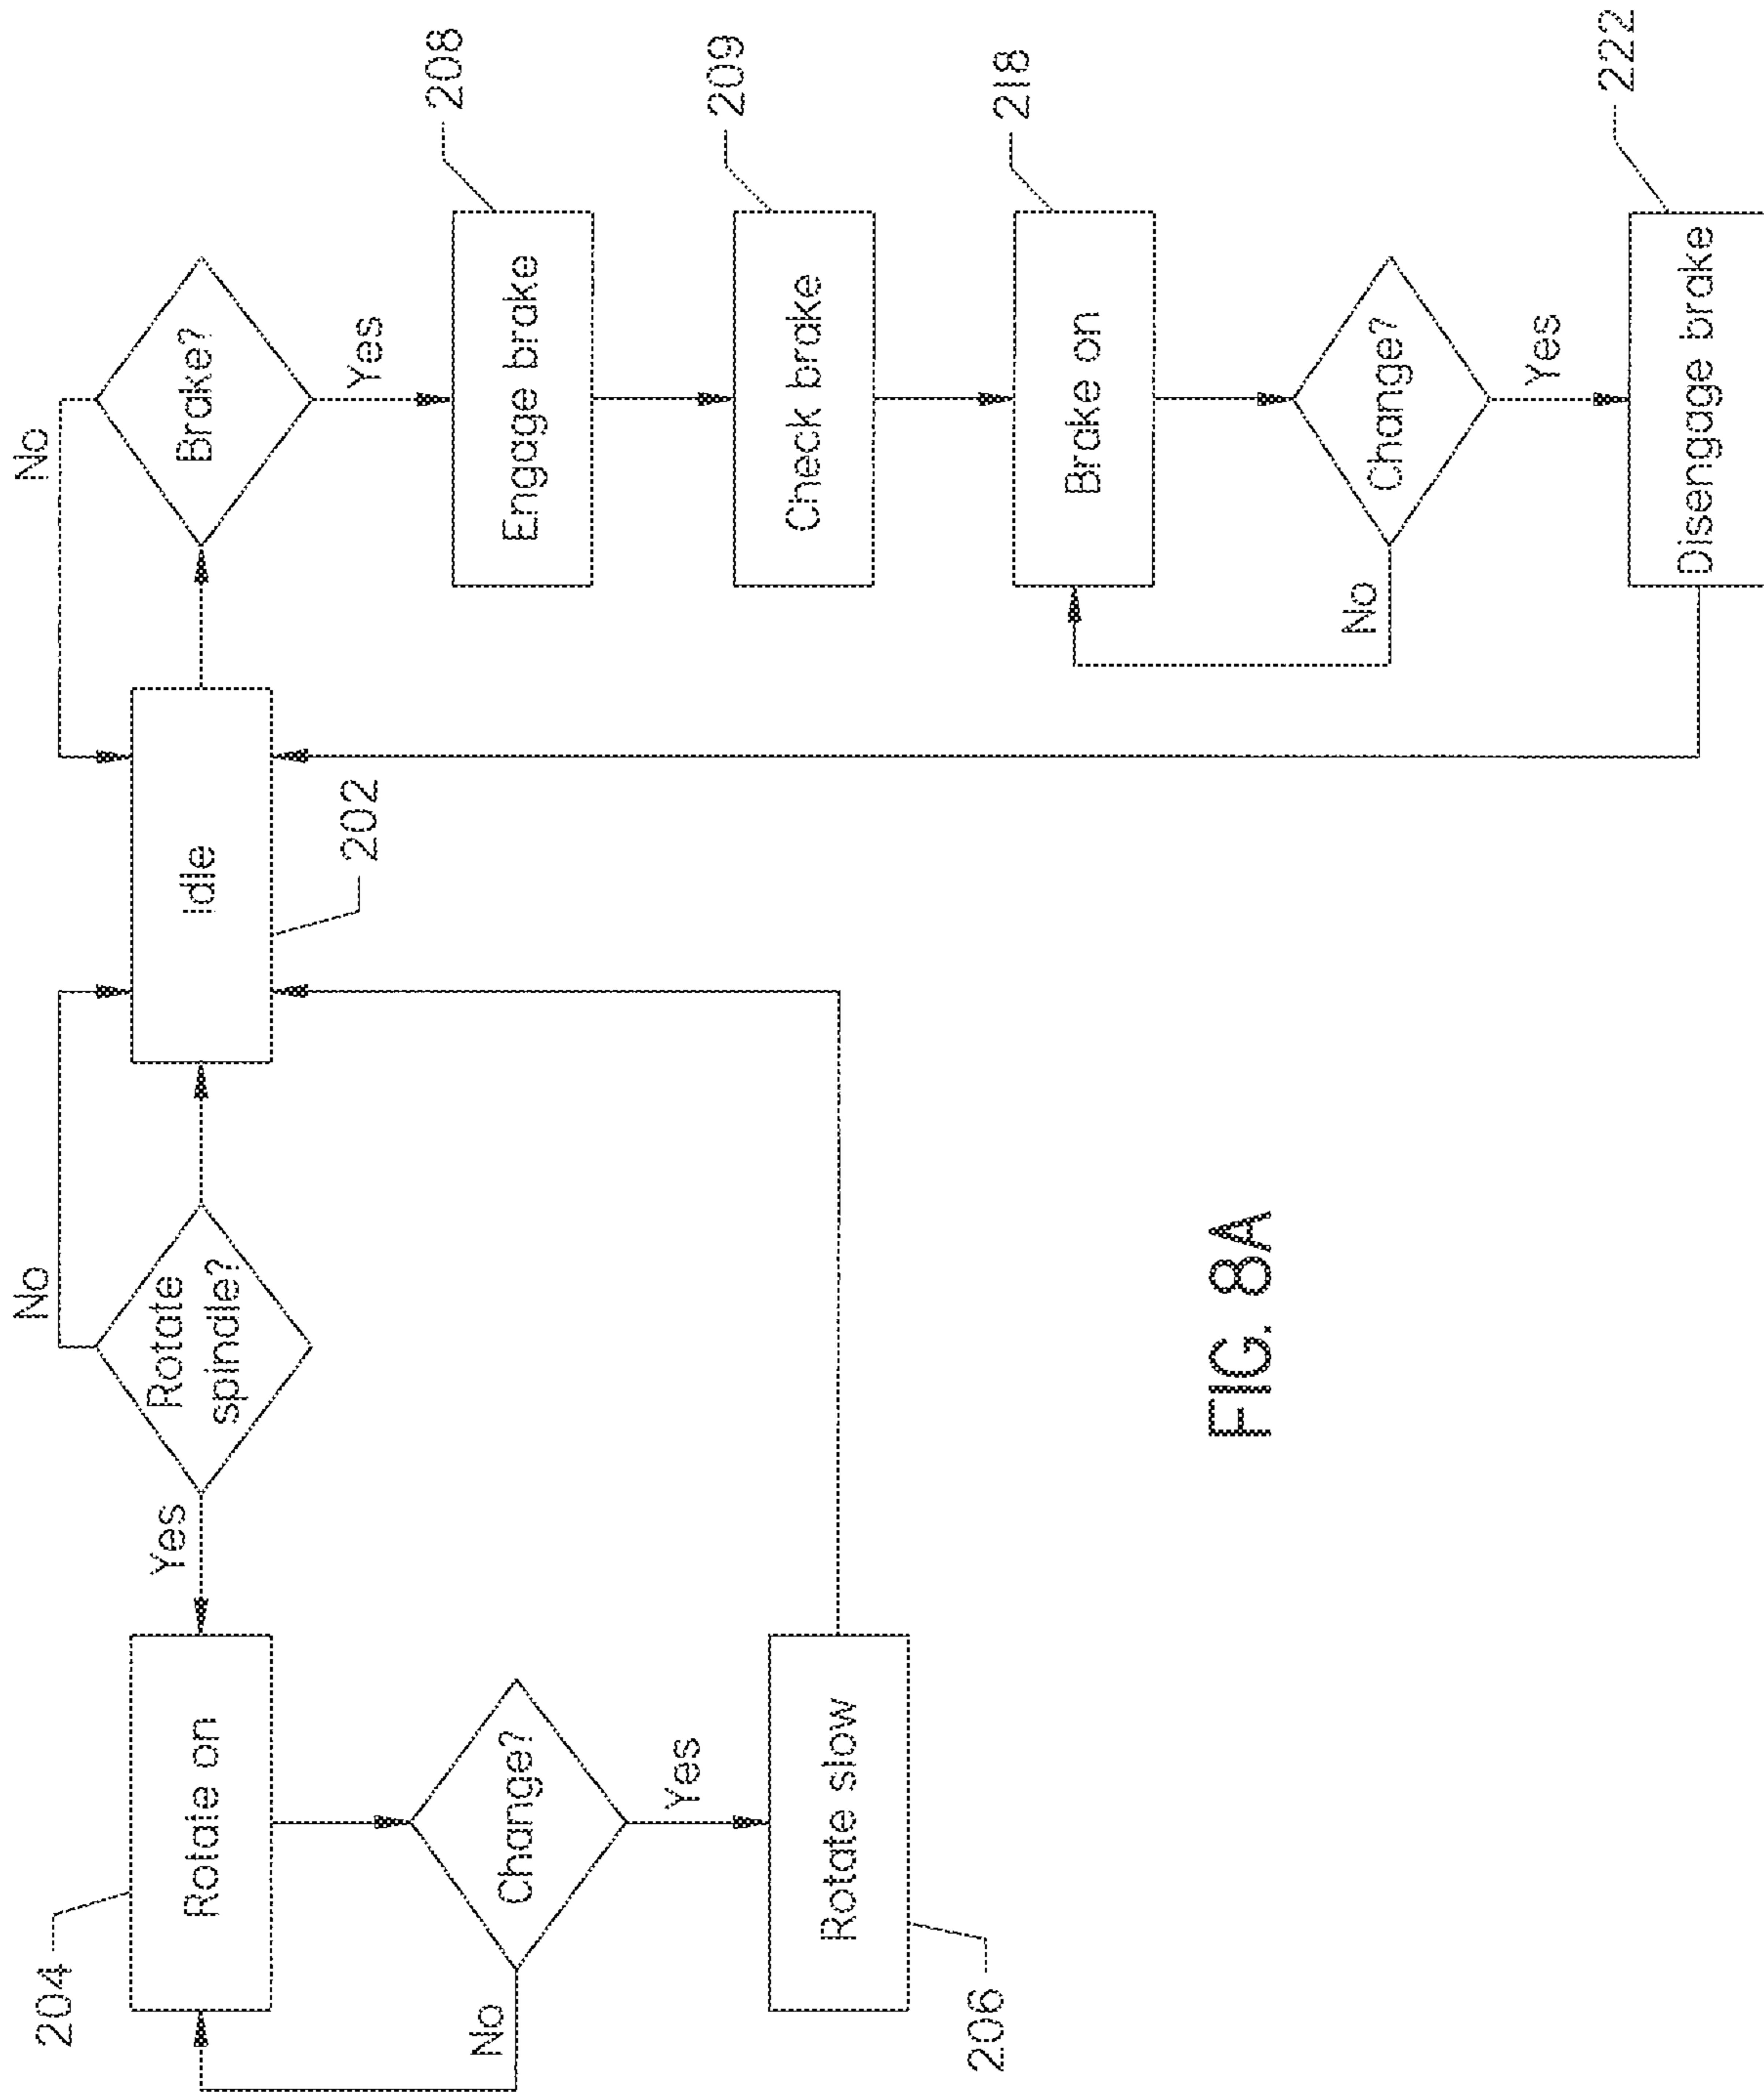 No
No
Rotate
spindle?
Idle
Brake?
Yes
Yes
204
Rotate on
202
208
Engage brake
Change?
No
Yes
209
Check brake
206
Rotate slow
218
Brake on
Change?
No
Yes
222
Disengage brake
FIG. 8A